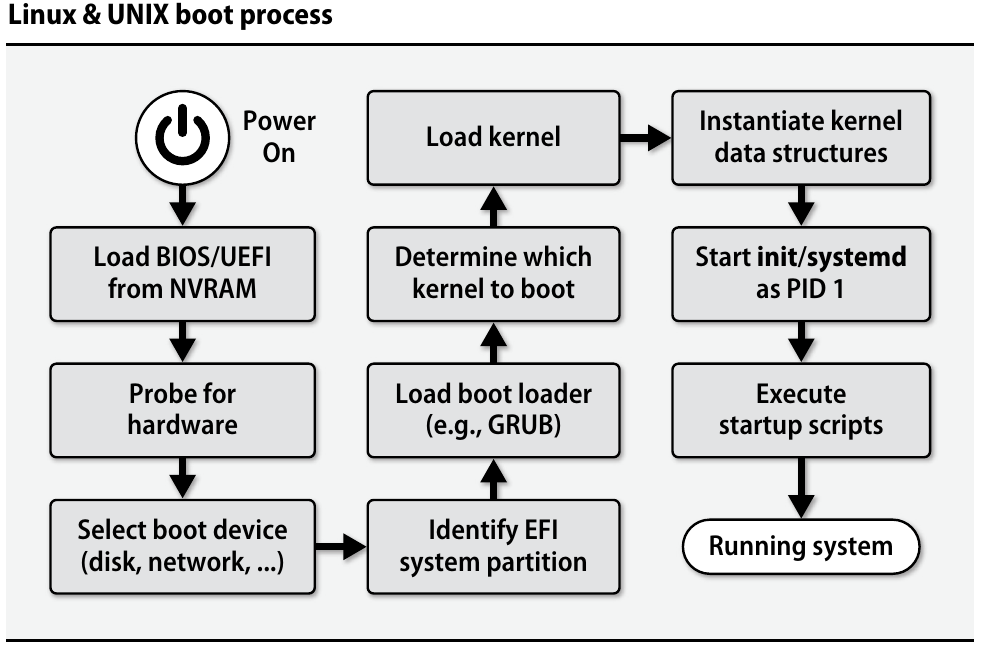 Linux & UNIX boot process
Power
On
Load BIOS/UEFI
from NVRAM
Probe for
hardware
Select boot device
(disk, network, ...)
Identify EFI
system partition
Load boot loader
(e.g., GRUB)
Determine which
kernel to boot
Load kernel
Instantiate kernel
data structures
Start init/systemd
as PID 1
Execute
startup scripts
Running system